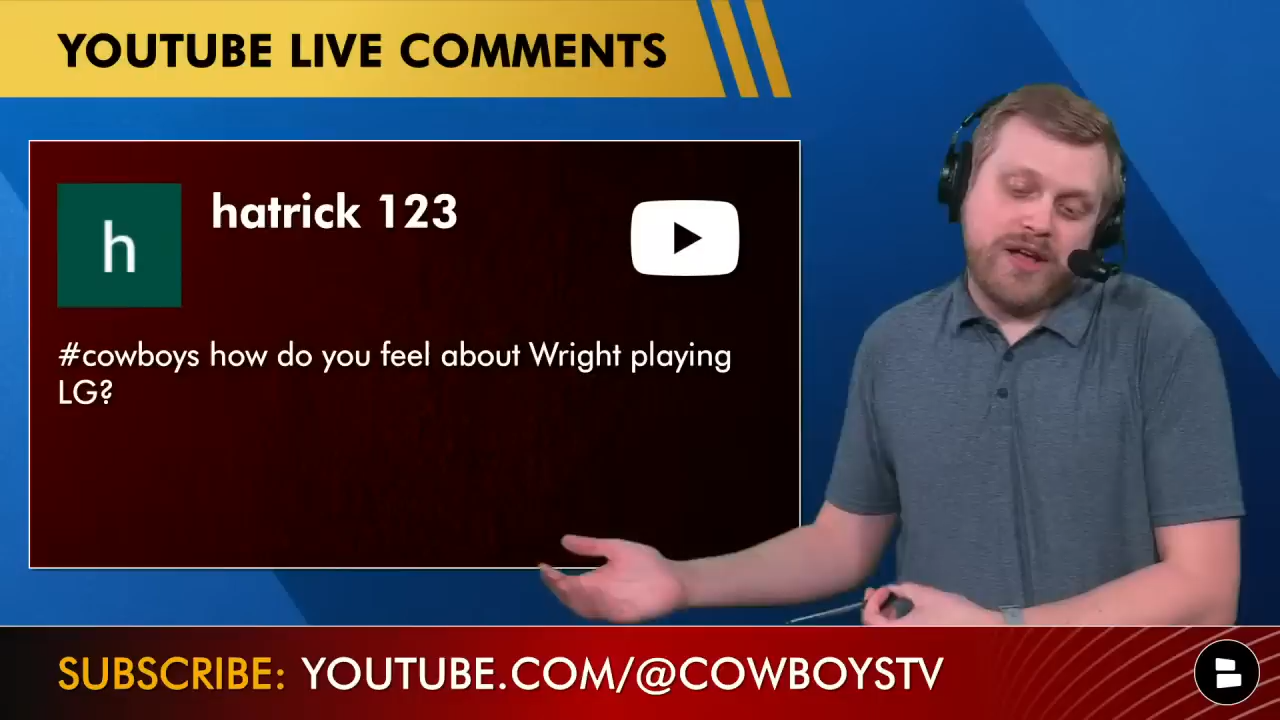 YOUTUBE LIVE COMMENTS
h
hatrick 123
#cowboys how do you feel about Wright playing
LG?
SUBSCRIBE: YOUTUBE.COM/@COWBOYSTV